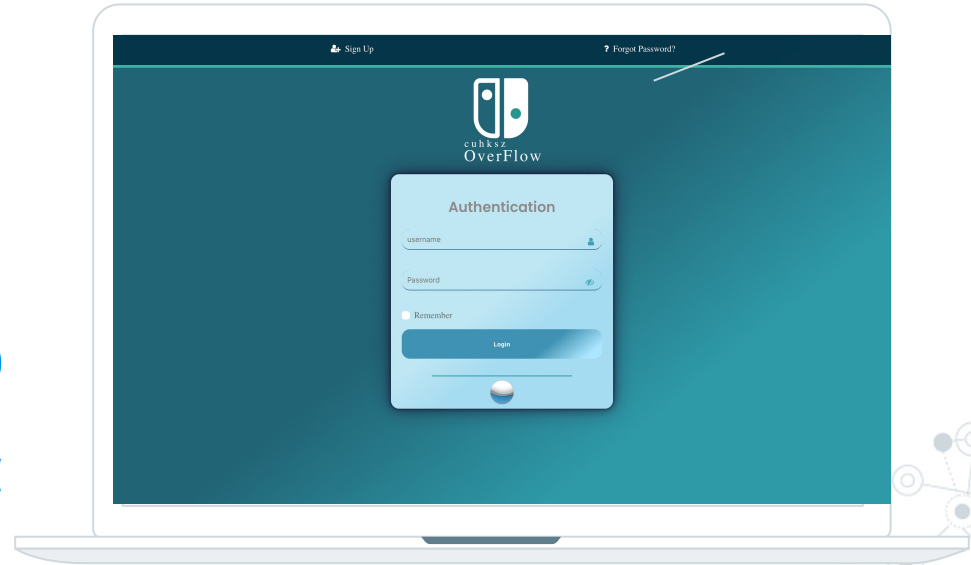 Sign Up
? Forgot Password?
cuhksz
OverFlow
Authentication
username
Password
Remember
Login